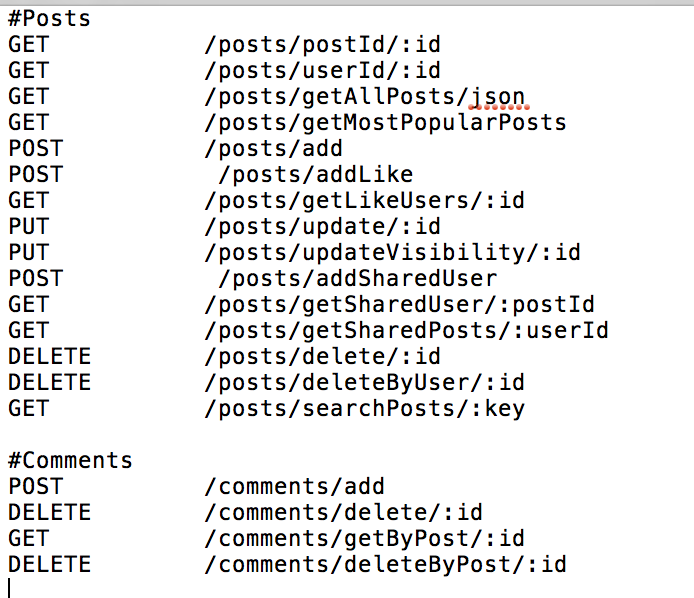 #Posts
GET /posts/postId/:id
GET /posts/userId/:id
GET /posts/getAllPosts/json
GET /posts/getMostPopularPosts
POST /posts/add
POST /posts/addLike
GET /posts/getLikeUsers/:id
PUT /posts/update/:id
PUT /posts/updateVisibility/:id
POST /posts/addSharedUser
GET /posts/getSharedUser/:postId
GET /posts/getSharedPosts/:userId
DELETE /posts/delete/:id
DELETE /posts/deleteByUser/:id
GET /posts/searchPosts/:key
#Comments
POST /comments/add
DELETE /comments/delete/:id
GET /comments/getByPost/:id
DELETE /comments/deleteByPost/:id